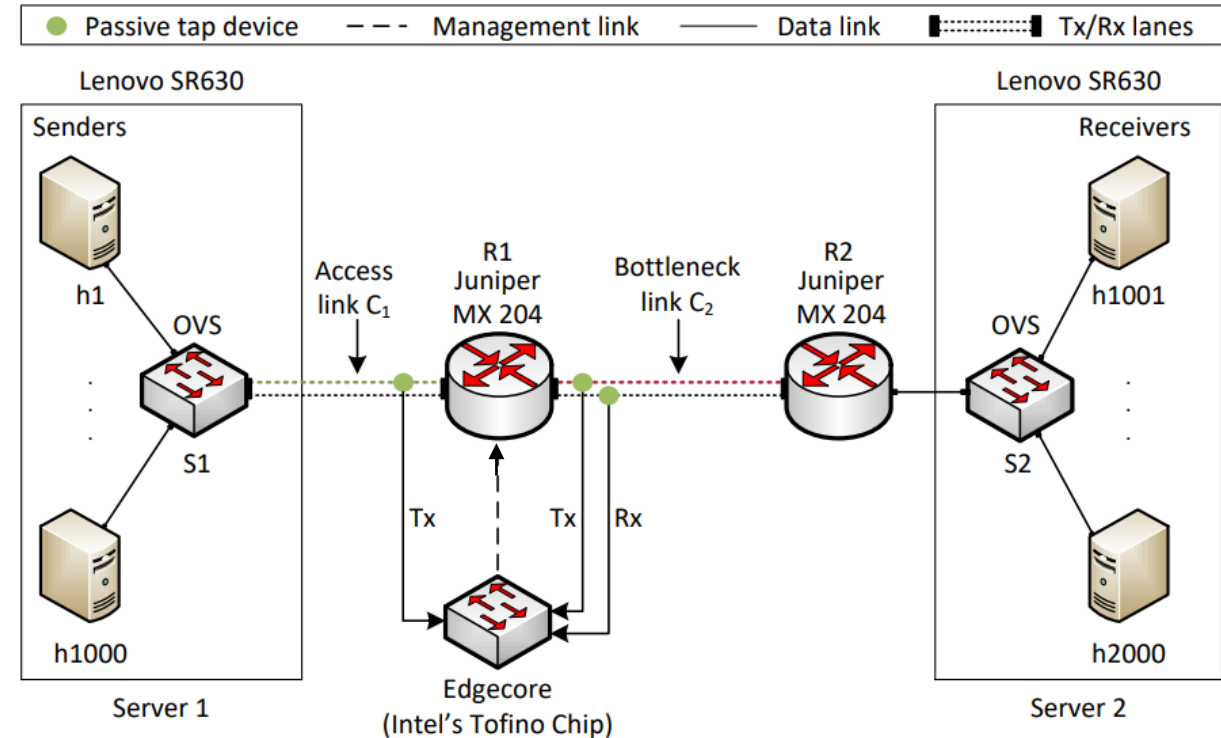 Passive tap device
Management link
Data link
Tx/Rx lanes
Lenovo SR630
Lenovo SR630
Senders
Receivers
h1
h1001
Access
link C₁
R1
Juniper
MX 204
Bottleneck
link C₂
R2
Juniper
MX 204
OVS
OVS
S1
S2
Tx
Tx
Rx
h1000
h2000
Edgecore
(Intel's Tofino Chip)
Server 1
Server 2